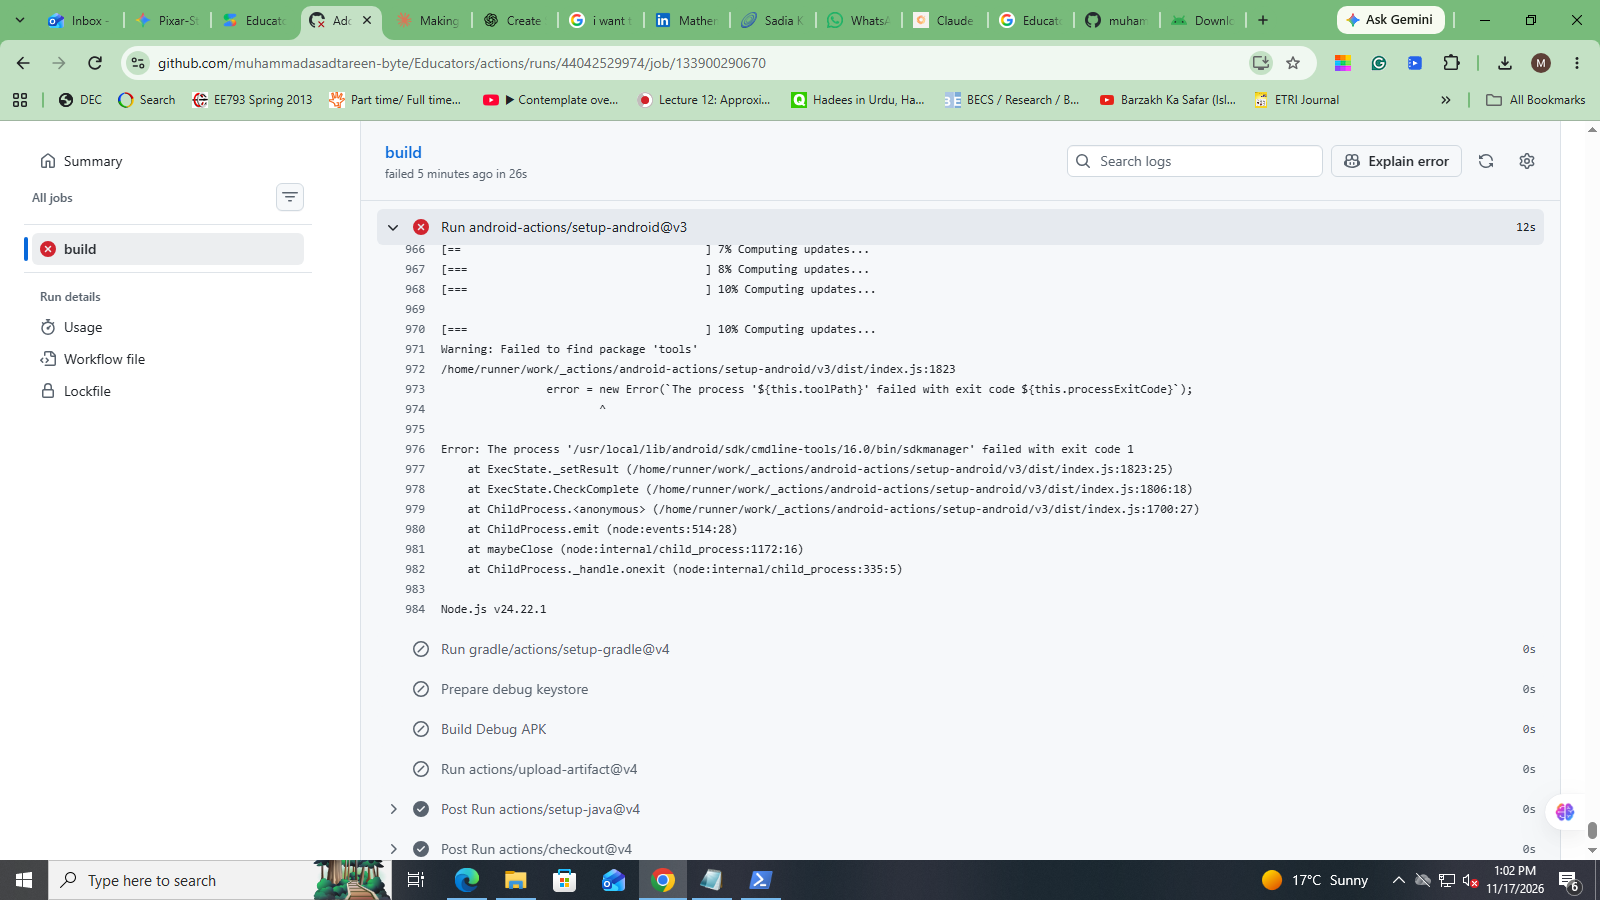 Inbox -
Pixar-St
Educato
Adc
Making
Create
i want t
Mather
Sadia K
WhatsA
Claude
Educato
muham
Downlo
Ask Gemini
github.com/muhammadasadtareen-byte/Educators/actions/runs/44042529974/job/133900290670
M
DEC
Search
EE793 Spring 2013
Part time/ Full time...
▶ Contemplate ove...
Lecture 12: Approxi...
Hadees in Urdu, Ha...
BECS / Research / B...
Barzakh Ka Safar (Isl...
ETRI Journal
»
All Bookmarks
Summary
All jobs
build
Run details
Usage
Workflow file
Lockfile
build
failed 5 minutes ago in 26s
Search logs
Explain error
Run android-actions/setup-android@v3
12s
966 [== ] 7% Computing updates...
967 [=== ] 8% Computing updates...
968 [=== ] 10% Computing updates...
969
970 [=== ] 10% Computing updates...
971 Warning: Failed to find package 'tools'
972 /home/runner/work/_actions/android-actions/setup-android/v3/dist/index.js:1823
973 error = new Error(`The process '${this.toolPath}' failed with exit code ${this.processExitCode}`);
974 ^
975
976 Error: The process '/usr/local/lib/android/sdk/cmdline-tools/16.0/bin/sdkmanager' failed with exit code 1
977 at ExecState._setResult (/home/runner/work/_actions/android-actions/setup-android/v3/dist/index.js:1823:25)
978 at ExecState.CheckComplete (/home/runner/work/_actions/android-actions/setup-android/v3/dist/index.js:1806:18)
979 at ChildProcess.<anonymous> (/home/runner/work/_actions/android-actions/setup-android/v3/dist/index.js:1700:27)
980 at ChildProcess.emit (node:events:514:28)
981 at maybeClose (node:internal/child_process:1172:16)
982 at ChildProcess._handle.onexit (node:internal/child_process:335:5)
983
984 Node.js v24.22.1
Run gradle/actions/setup-gradle@v4
0s
Prepare debug keystore
0s
Build Debug APK
0s
Run actions/upload-artifact@v4
0s
Post Run actions/setup-java@v4
0s
Post Run actions/checkout@v4
0s
Type here to search
17°C Sunny
1:02 PM
11/17/2026
6